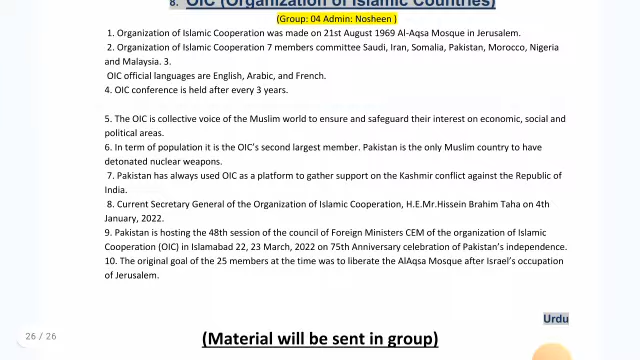 8. OIC (Organization of Islamic Countries)
(Group: 04 Admin: Nosheen )
1. Organization of Islamic Cooperation was made on 21st August 1969 Al-Aqsa Mosque in Jerusalem.
2. Organization of Islamic Cooperation 7 members committee Saudi, Iran, Somalia, Pakistan, Morocco, Nigeria
and Malaysia. 3.
OIC official languages are English, Arabic, and French.
4. OIC conference is held after every 3 years.
5. The OIC is collective voice of the Muslim world to ensure and safeguard their interest on economic, social and
political areas.
6. In term of population it is the OIC's second largest member. Pakistan is the only Muslim country to have
detonated nuclear weapons.
7. Pakistan has always used OIC as a platform to gather support on the Kashmir conflict against the Republic of
India.
8. Current Secretary General of the Organization of Islamic Cooperation, H.E.Mr.Hissein Brahim Taha on 4th
January, 2022.
9. Pakistan is hosting the 48th session of the council of Foreign Ministers CEM of the organization of Islamic
Cooperation (OIC) in Islamabad 22, 23 March, 2022 on 75th Anniversary celebration of Pakistan's independence.
10. The original goal of the 25 members at the time was to liberate the AlAqsa Mosque after Israel's occupation
of Jerusalem.
Urdu
26 / 26
(Material will be sent in group)